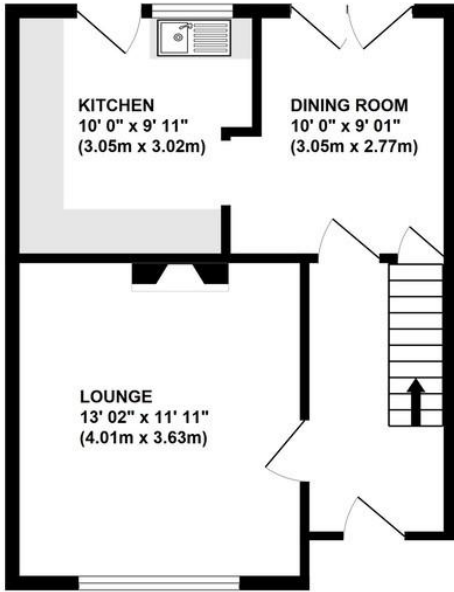 KITCHEN
10' 0" x 9' 11"
(3.05m x 3.02m)
DINING ROOM
10' 0" x 9' 01"
(3.05m x 2.77m)
LOUNGE
13' 02" x 11' 11"
(4.01m x 3.63m)